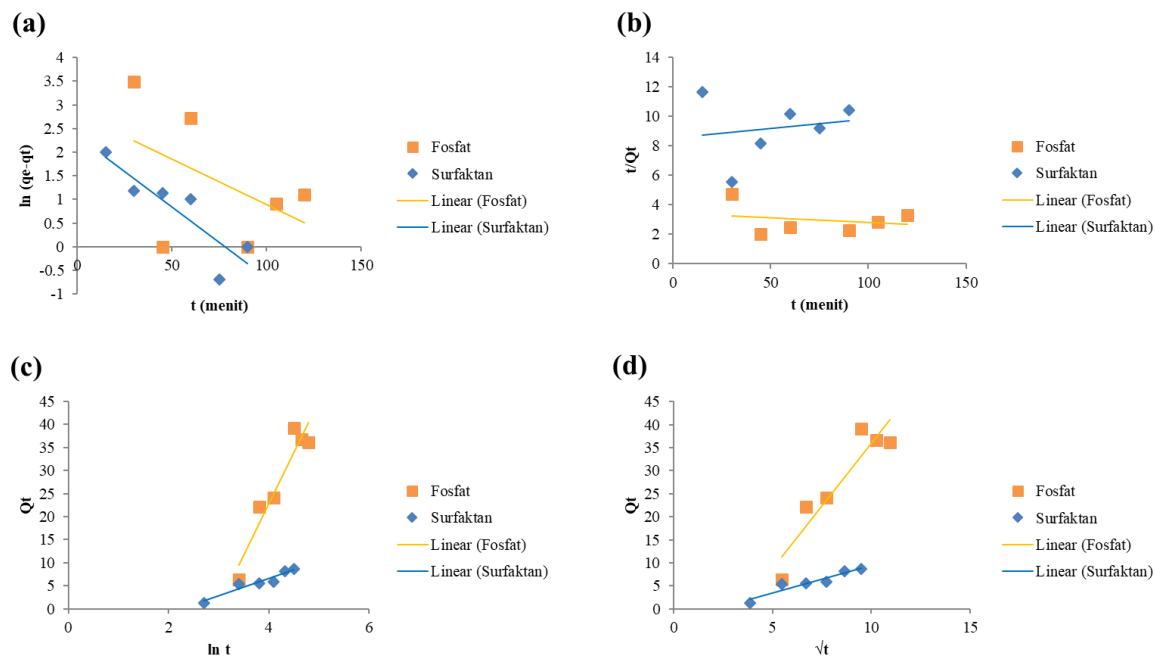 (a)
ln (qe-qt)
4
3.5
3
2.5
2
1.5
1
0.5
0
-0.5
-1
0
50
100
150
t (menit)
Fosfat
Surfaktan
Linear (Fosfat)
Linear (Surfaktan)
(b)
t/Qt
14
12
10
8
6
4
2
0
0
50
100
150
t (menit)
Fosfat
Surfaktan
Linear (Fosfat)
Linear (Surfaktan)
(c)
Qt
45
40
35
30
25
20
15
10
5
0
0
2
4
6
ln t
Fosfat
Surfaktan
Linear (Fosfat)
Linear (Surfaktan)
(d)
Qt
45
40
35
30
25
20
15
10
5
0
0
5
10
15
√t
Fosfat
Surfaktan
Linear (Fosfat)
Linear (Surfaktan)